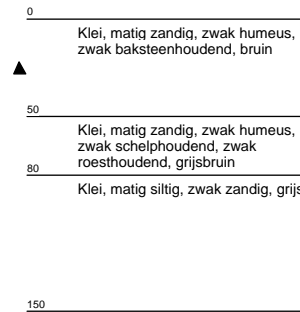 0
Klei, matig zandig, zwak humeus,
zwak baksteenhoudend, bruin
50
Klei, matig zandig, zwak humeus,
zwak schelphoudend, zwak
roesthoudend, grijsbruin
80
Klei, matig siltig, zwak zandig, grijs
150